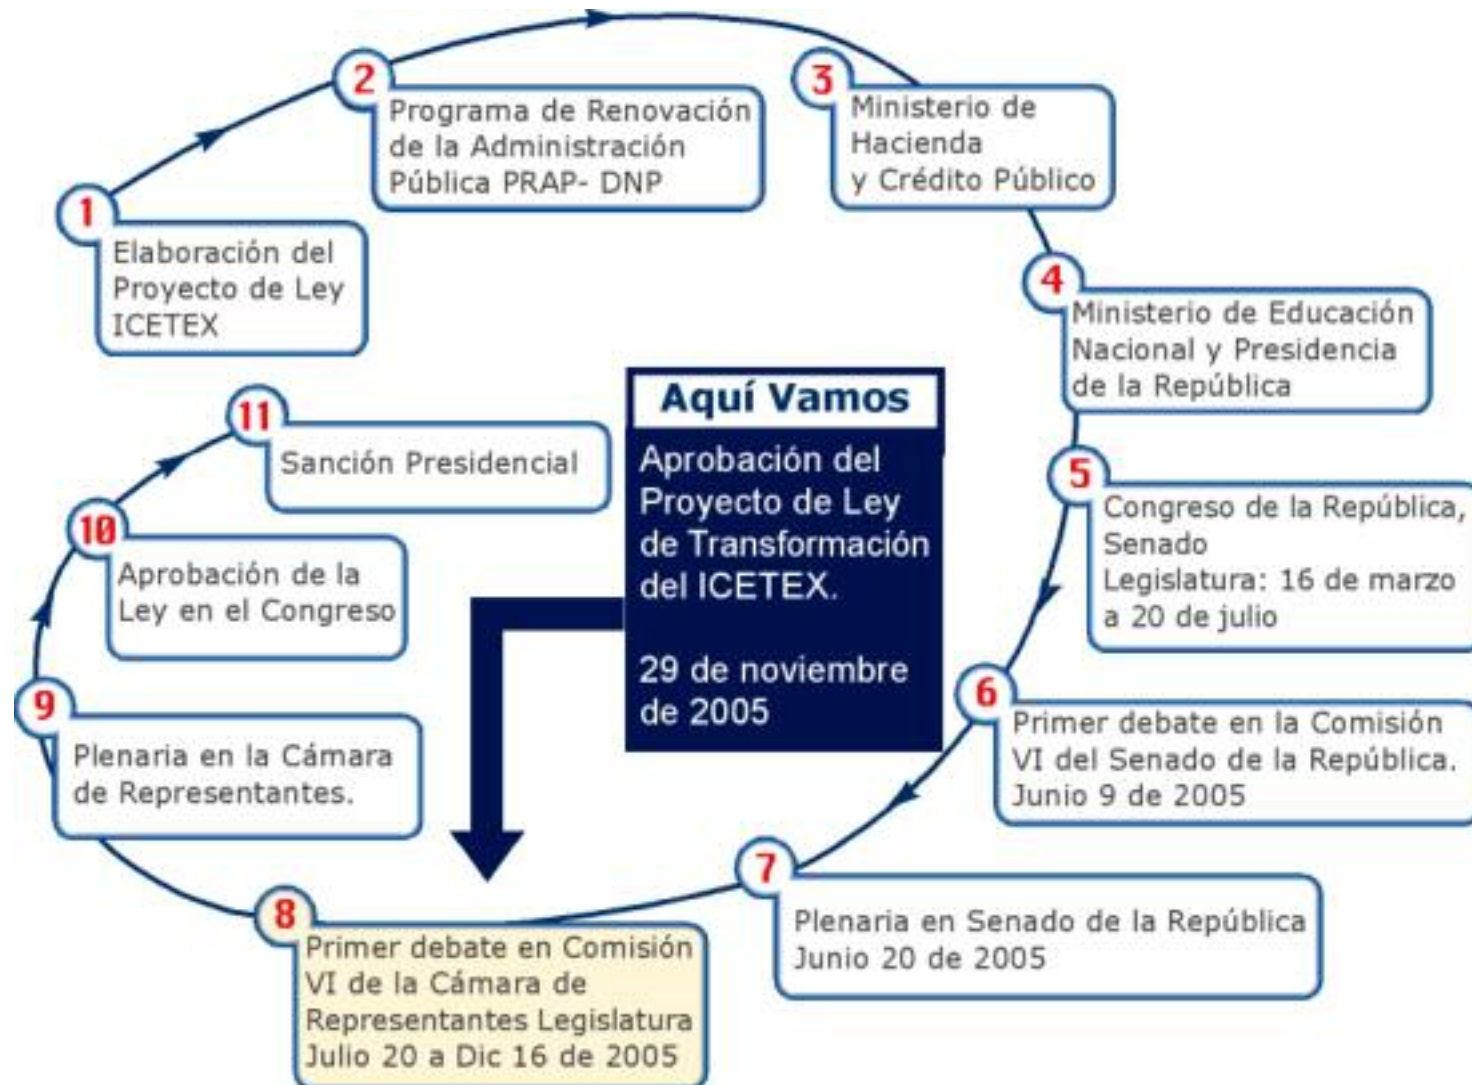 1
Elaboración del
Proyecto de Ley
ICETEX
2
Programa de Renovación
de la Administración
Pública PRAP- DNP
3
Ministerio de
Hacienda
y Crédito Público
4
Ministerio de Educación
Nacional y Presidencia
de la República
5
Congreso de la República,
Senado
Legislatura: 16 de marzo
a 20 de julio
6
Primer debate en la Comisión
VI del Senado de la República.
Junio 9 de 2005
7
Plenaria en Senado de la República
Junio 20 de 2005
8
Primer debate en Comisión
VI de la Cámara de
Representantes Legislatura
Julio 20 a Dic 16 de 2005
9
Plenaria en la Cámara
de Representantes.
10
Aprobación de la
Ley en el Congreso
11
Sanción Presidencial
Aquí Vamos
Aprobación del
Proyecto de Ley
de Transformación
del ICETEX.
29 de noviembre
de 2005